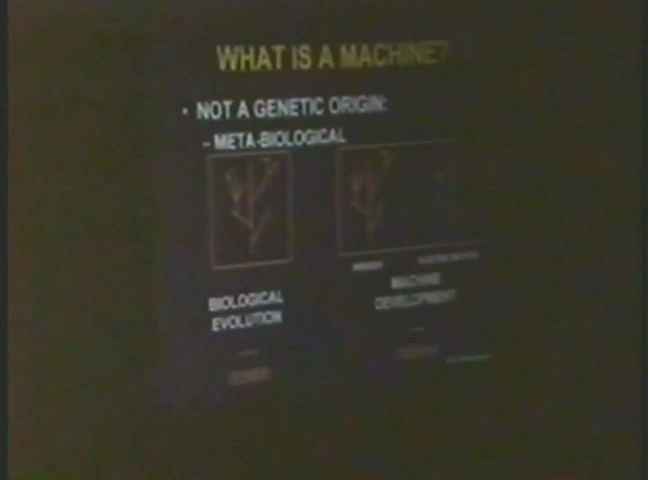 WHAT IS A MACHINE?
• NOT A GENETIC ORIGIN:
– META-BIOLOGICAL
BIOLOGICAL
EVOLUTION
MACHINE
DEVELOPMENT